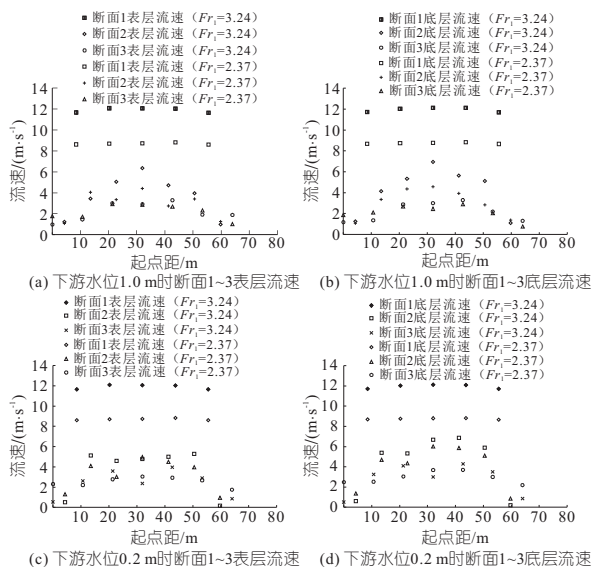 断面1表层流速（Fr₁=3.24）
断面2表层流速（Fr₁=3.24）
断面3表层流速（Fr₁=3.24）
断面1表层流速（Fr₁=2.37）
断面2表层流速（Fr₁=2.37）
断面3表层流速（Fr₁=2.37）
14
12
10
8
6
4
2
0
流速/(m·s⁻¹)
10 20 30 40 50 60 70 80
起点距/m
(a) 下游水位1.0 m时断面1~3表层流速
断面1底层流速（Fr₁=3.24）
断面2底层流速（Fr₁=3.24）
断面3底层流速（Fr₁=3.24）
断面1底层流速（Fr₁=2.37）
断面2底层流速（Fr₁=2.37）
断面3底层流速（Fr₁=2.37）
14
12
10
8
6
4
2
0
流速/(m·s⁻¹)
10 20 30 40 50 60 70 80
起点距/m
(b) 下游水位1.0 m时断面1~3底层流速
断面1表层流速（Fr₁=3.24）
断面2表层流速（Fr₁=3.24）
断面3表层流速（Fr₁=3.24）
断面1表层流速（Fr₁=2.37）
断面2表层流速（Fr₁=2.37）
断面3表层流速（Fr₁=2.37）
14
12
10
8
6
4
2
0
流速/(m·s⁻¹)
10 20 30 40 50 60 70 80
起点距/m
(c) 下游水位0.2 m时断面1~3表层流速
断面1底层流速（Fr₁=3.24）
断面2底层流速（Fr₁=3.24）
断面3底层流速（Fr₁=3.24）
断面1底层流速（Fr₁=2.37）
断面2底层流速（Fr₁=2.37）
断面3底层流速（Fr₁=2.37）
14
12
10
8
6
4
2
0
流速/(m·s⁻¹)
10 20 30 40 50 60 70 80
起点距/m
(d) 下游水位0.2 m时断面1~3底层流速